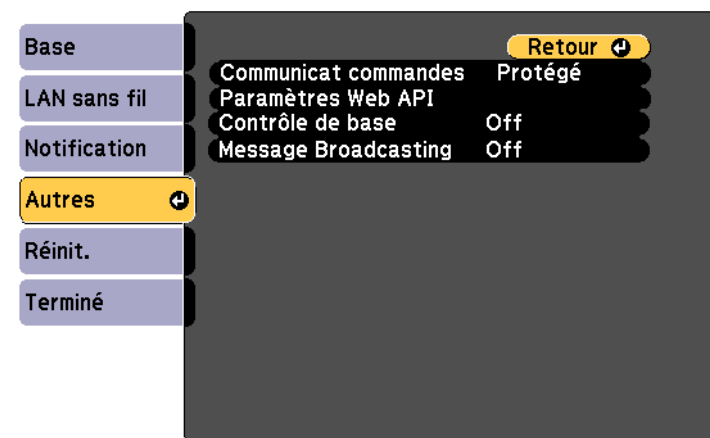 Base
LAN sans fil
Notification
Autres
Réinit.
Terminé
Retour
Communicat commandes Protégé
Paramètres Web API
Contrôle de base Off
Message Broadcasting Off